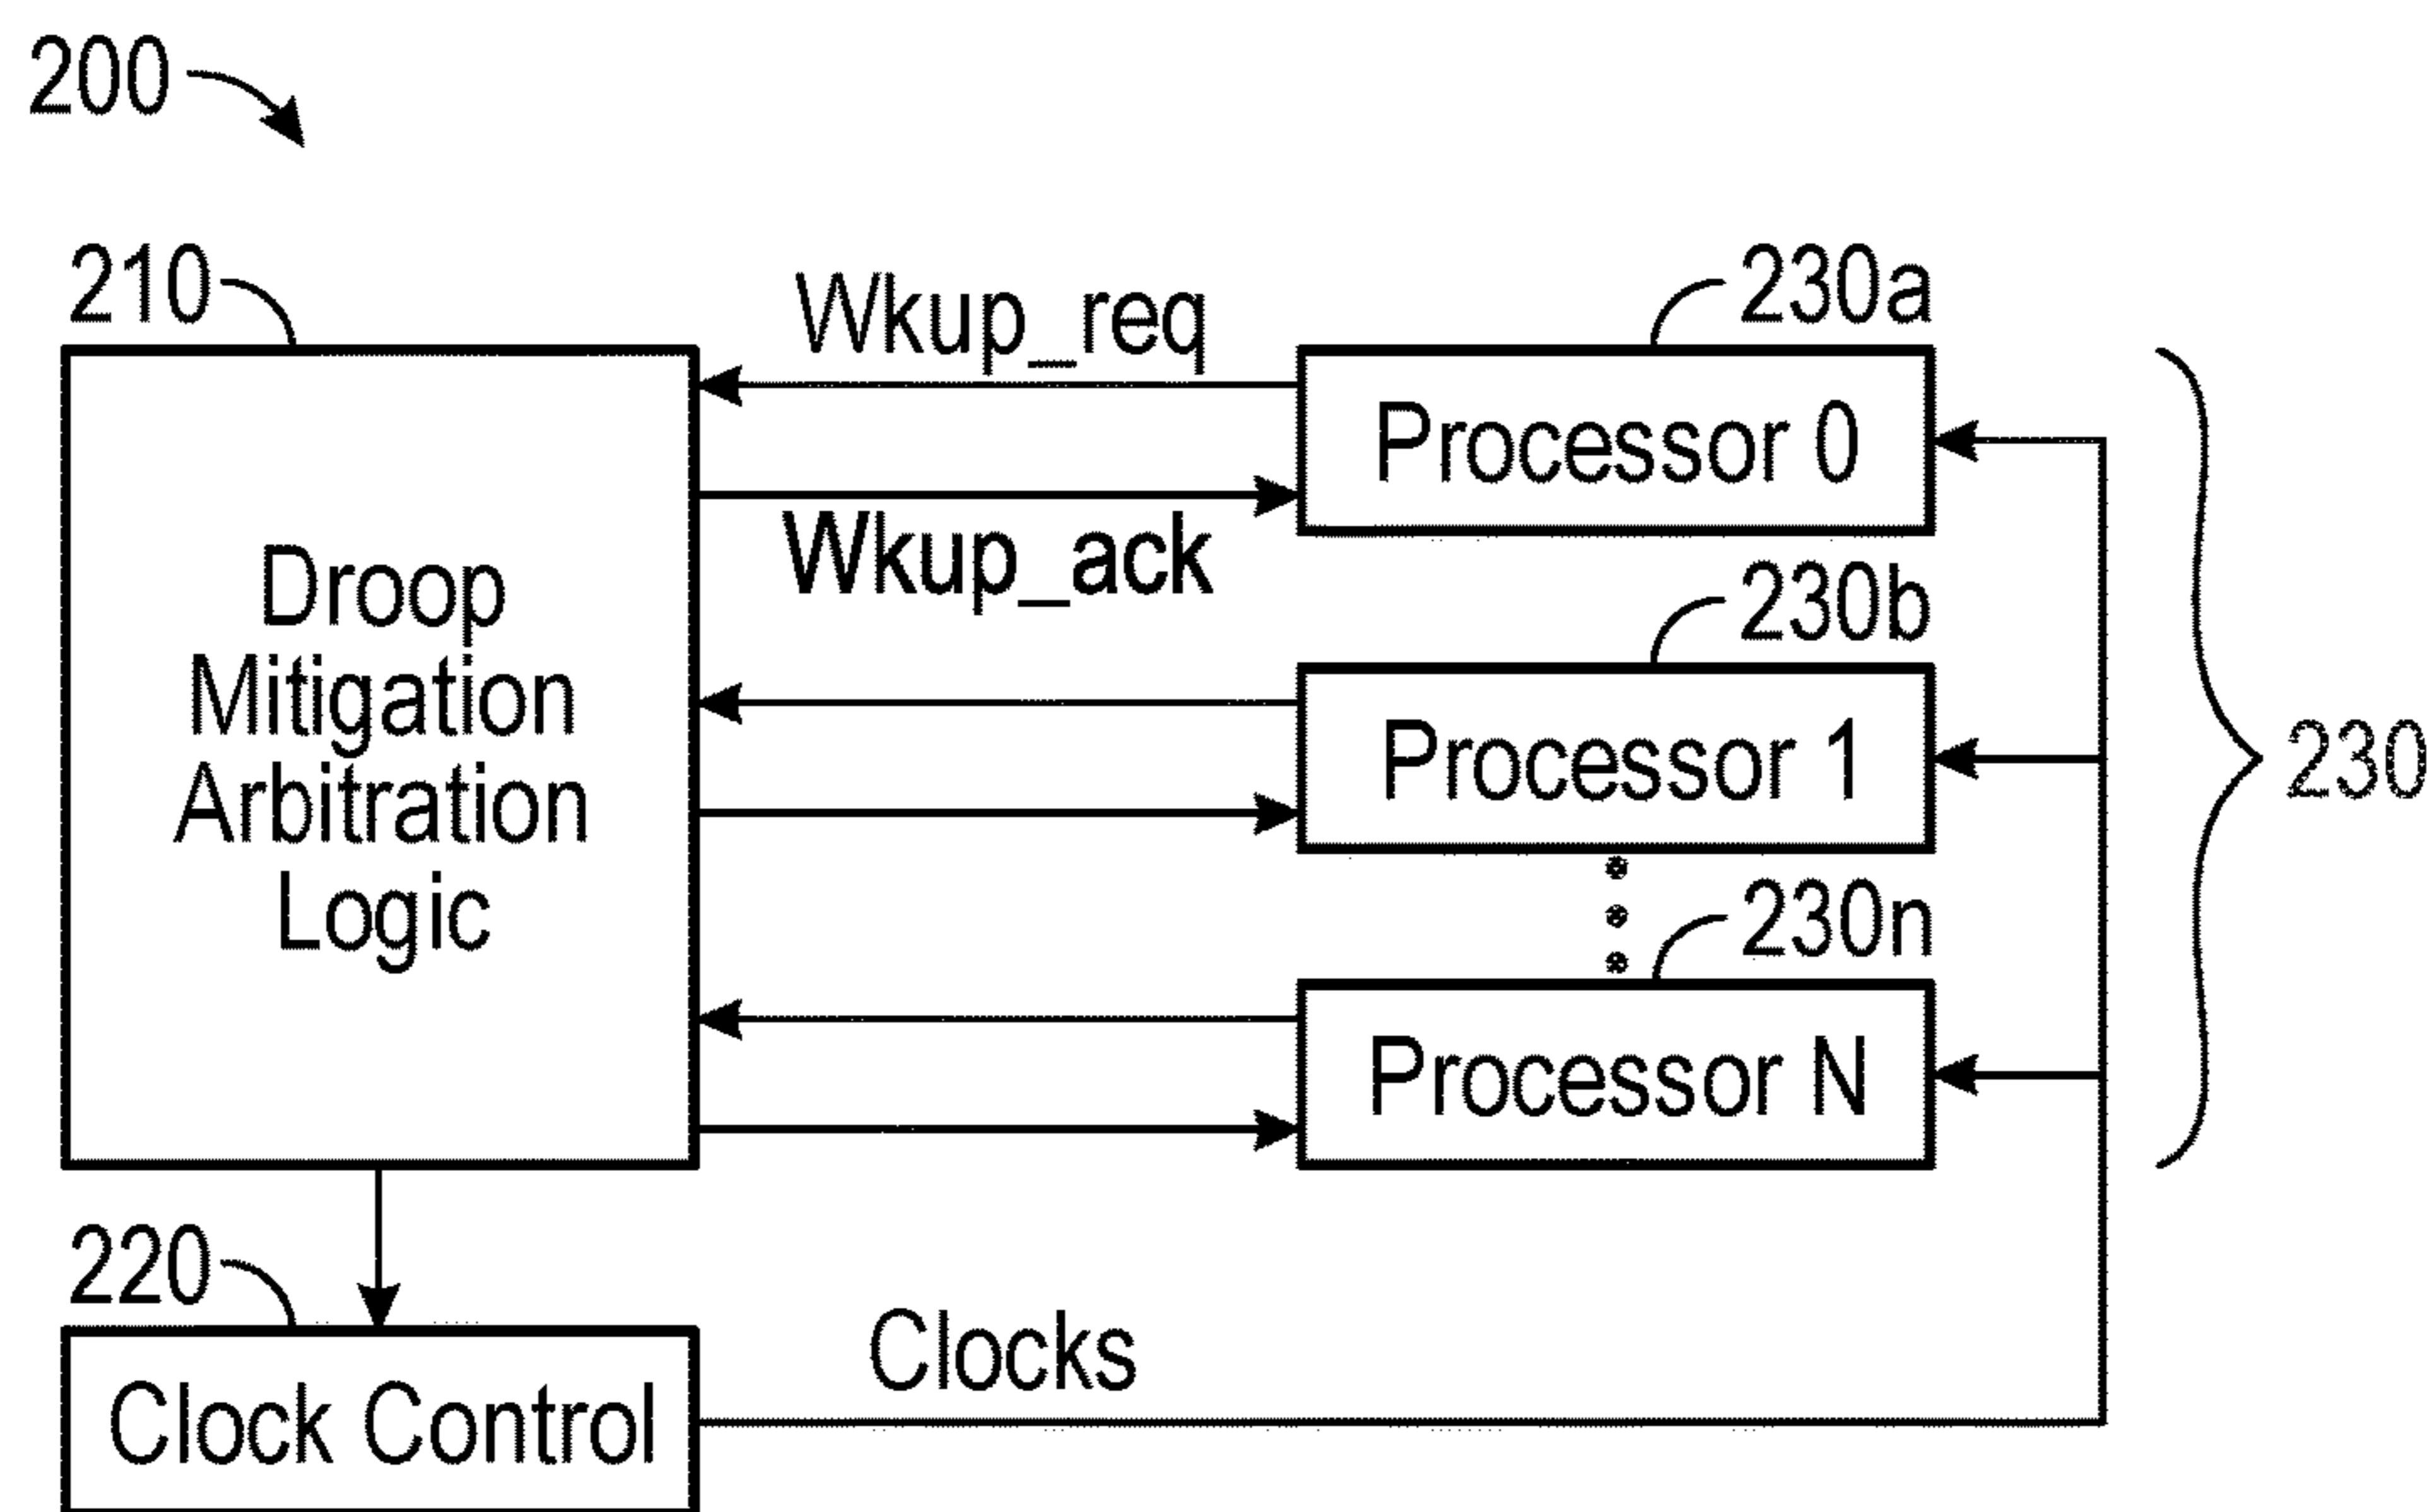 200
210
Wkup_req
230a
Processor 0
Wkup_ack
230b
Droop
Mitigation
Arbitration
Logic
Processor 1
230
230n
Processor N
220
Clocks
Clock Control